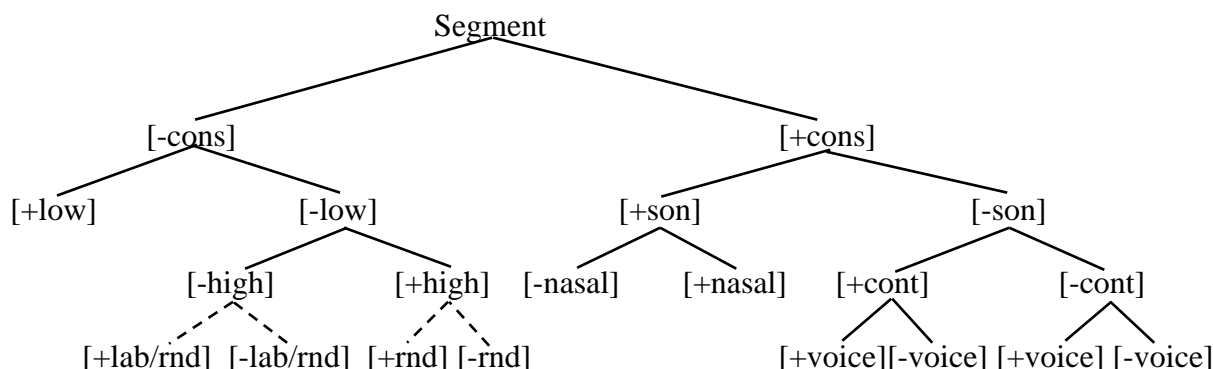 Segment
[-cons] [+cons]
[+low] [-low] [+son] [-son]
[-high] [+high] [-nasal] [+nasal] [+cont] [-cont]
[+lab/rnd] [-lab/rnd] [+rnd] [-rnd] [+voice][-voice] [+voice] [-voice]